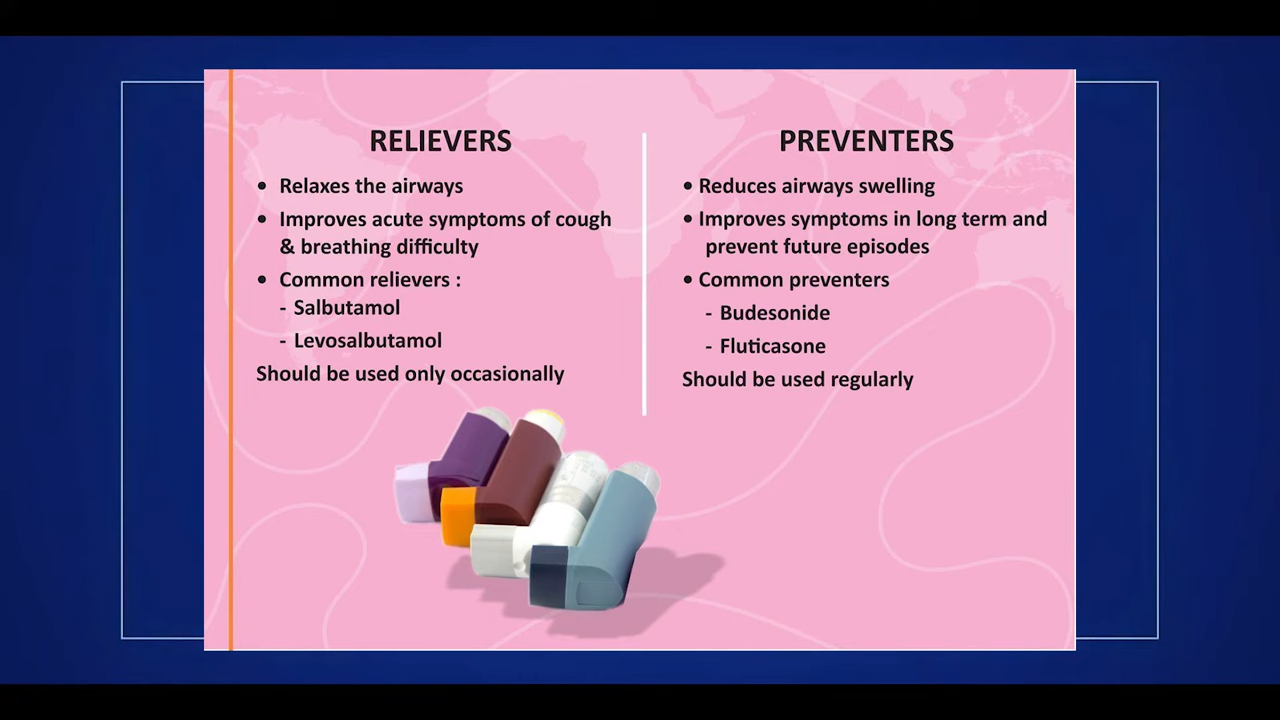 RELIEVERS
• Relaxes the airways
• Improves acute symptoms of cough
& breathing difficulty
• Common relievers :
- Salbutamol
- Levosalbutamol
Should be used only occasionally
PREVENTERS
• Reduces airways swelling
• Improves symptoms in long term and
prevent future episodes
• Common preventers
- Budesonide
- Fluticasone
Should be used regularly